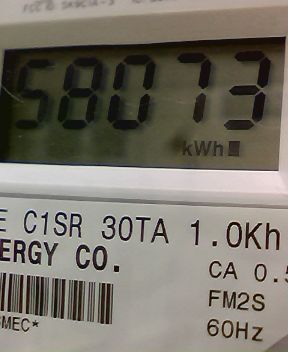 58073
kWh
E C1SR 30TA 1.0Kh
ERGY CO.
CA 0.5
FM2S
MEC*
60Hz